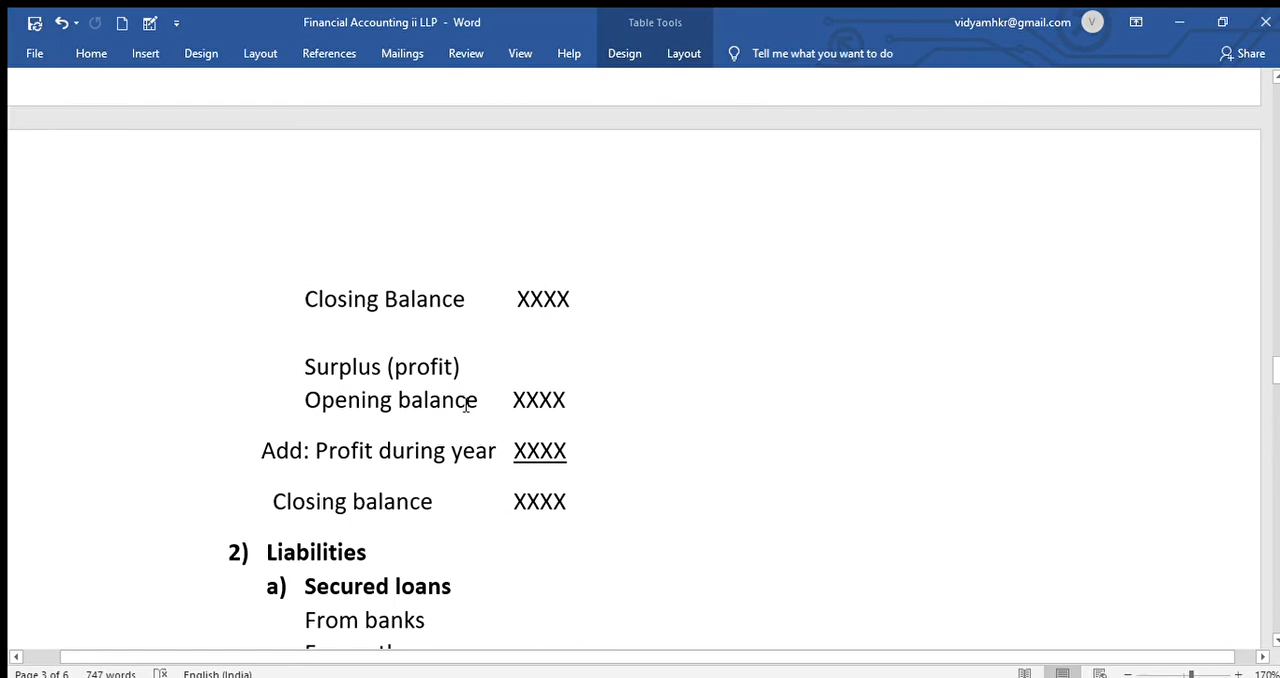 Financial Accounting ii LLP - Word
Table Tools
vidyamhkr@gmail.com
V
File
Home
Insert
Design
Layout
References
Mailings
Review
View
Help
Design
Layout
Tell me what you want to do
Share
Closing Balance XXXX
Surplus (profit)
Opening balance XXXX
Add: Profit during year XXXX
Closing balance XXXX
2) Liabilities
a) Secured loans
From banks
Page 3 of 6
747 words
English (India)
170%